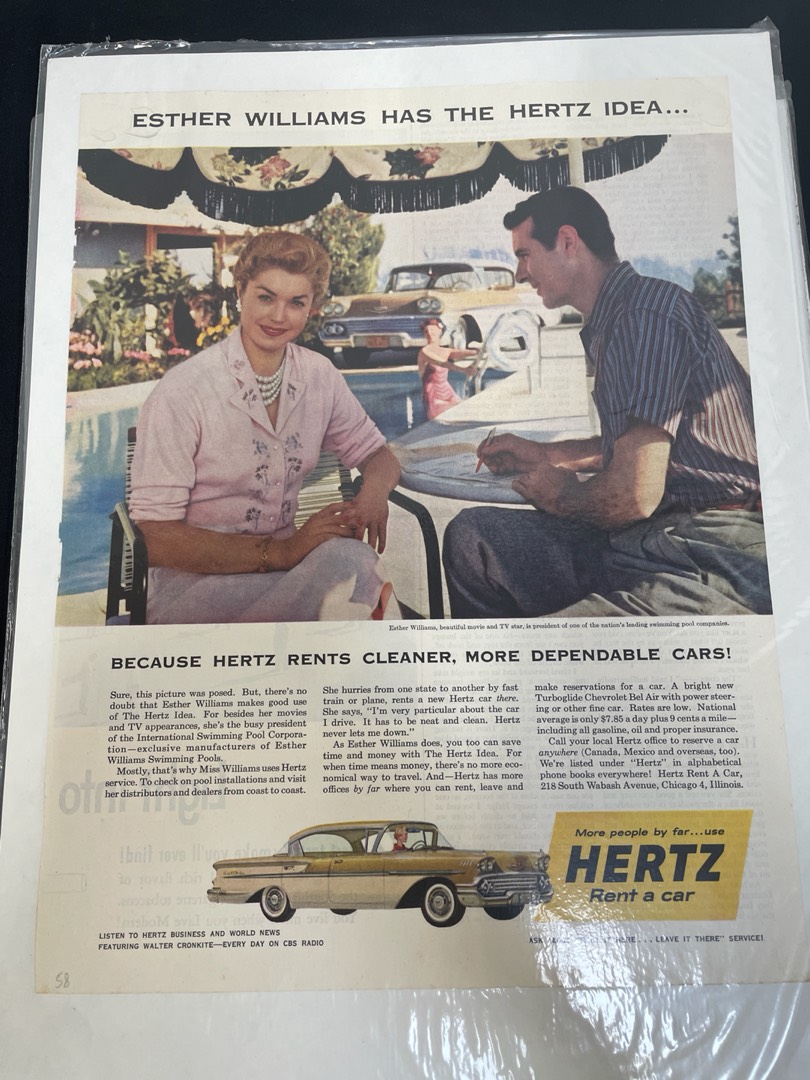 ESTHER WILLIAMS HAS THE HERTZ IDEA...
Esther Williams, beautiful movie and TV star, is president of one of the nation's leading swimming pool companies.
BECAUSE HERTZ RENTS CLEANER, MORE DEPENDABLE CARS!
Sure, this picture was posed. But, there's no
doubt that Esther Williams makes good use
of The Hertz Idea. For besides her movies
and TV appearances, she's the busy president
of the International Swimming Pool Corpora-
tion—exclusive manufacturers of Esther
Williams Swimming Pools.
Mostly, that's why Miss Williams uses Hertz
service. To check on pool installations and visit
her distributors and dealers from coast to coast.
She hurries from one state to another by fast
train or plane, rents a new Hertz car there.
She says, "I'm very particular about the car
I drive. It has to be neat and clean. Hertz
never lets me down."
As Esther Williams does, you too can save
time and money with The Hertz Idea. For
when time means money, there's no more eco-
nomical way to travel. And—Hertz has more
offices by far where you can rent, leave and
make reservations for a car. A bright new
Turboglide Chevrolet Bel Air with power steer-
ing or other fine car. Rates are low. National
average is only $7.85 a day plus 9 cents a mile—
including all gasoline, oil and proper insurance.
Call your local Hertz office to reserve a car
anywhere (Canada, Mexico and overseas, too).
We're listed under "Hertz" in alphabetical
phone books everywhere! Hertz Rent A Car,
218 South Wabash Avenue, Chicago 4, Illinois.
More people by far...use
HERTZ
Rent a car
LISTEN TO HERTZ BUSINESS AND WORLD NEWS
FEATURING WALTER CRONKITE—EVERY DAY ON CBS RADIO
ASK HERE... LEAVE IT THERE" SERVICE!
58